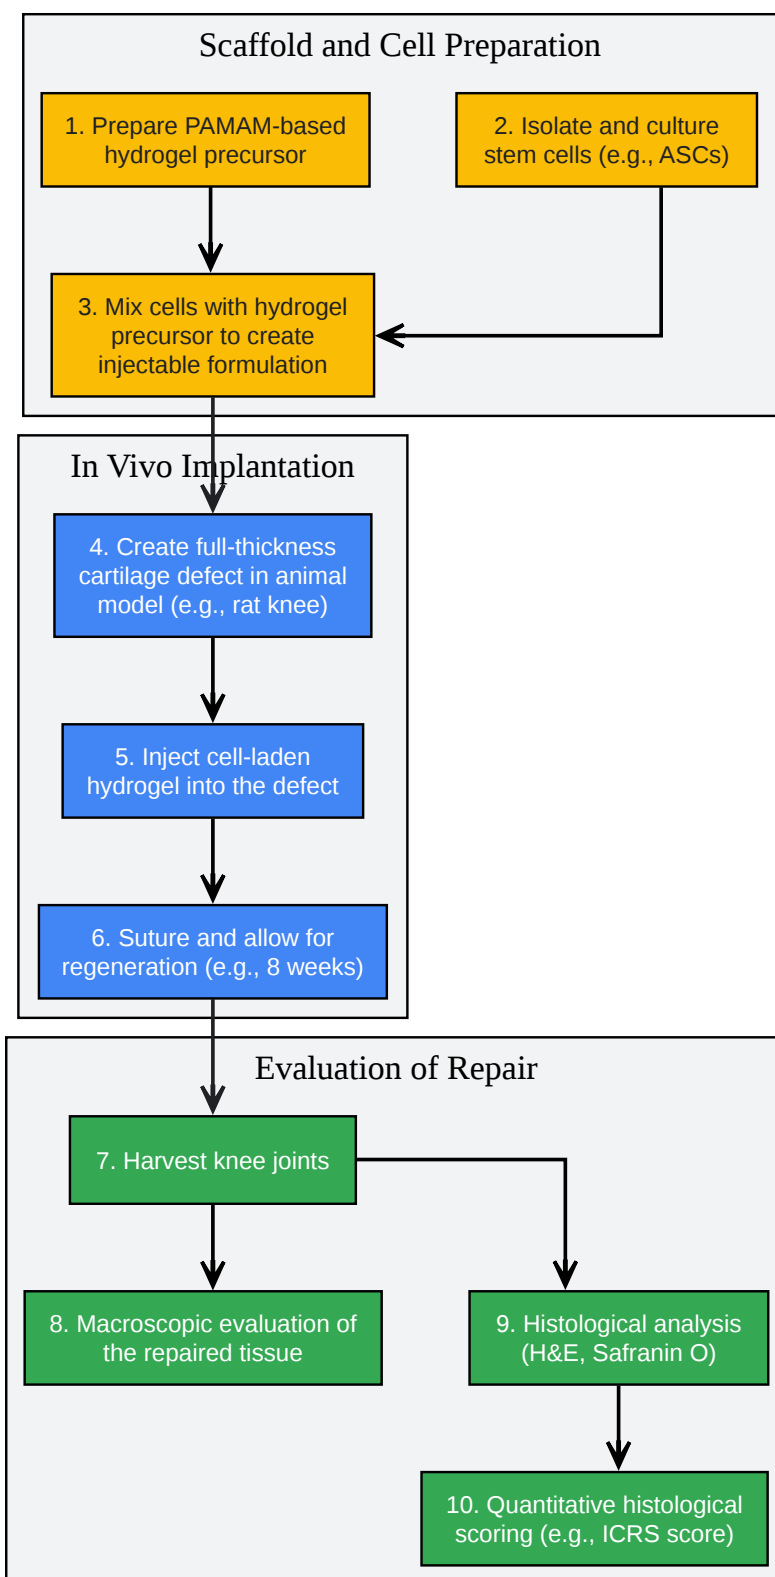 Scaffold and Cell Preparation
1. Prepare PAMAM-based
hydrogel precursor
2. Isolate and culture
stem cells (e.g., ASCs)
3. Mix cells with hydrogel
precursor to create
injectable formulation
In Vivo Implantation
4. Create full-thickness
cartilage defect in animal
model (e.g., rat knee)
5. Inject cell-laden
hydrogel into the defect
6. Suture and allow for
regeneration (e.g., 8 weeks)
Evaluation of Repair
7. Harvest knee joints
8. Macroscopic evaluation of
the repaired tissue
9. Histological analysis
(H&E, Safranin O)
10. Quantitative histological
scoring (e.g., ICRS score)